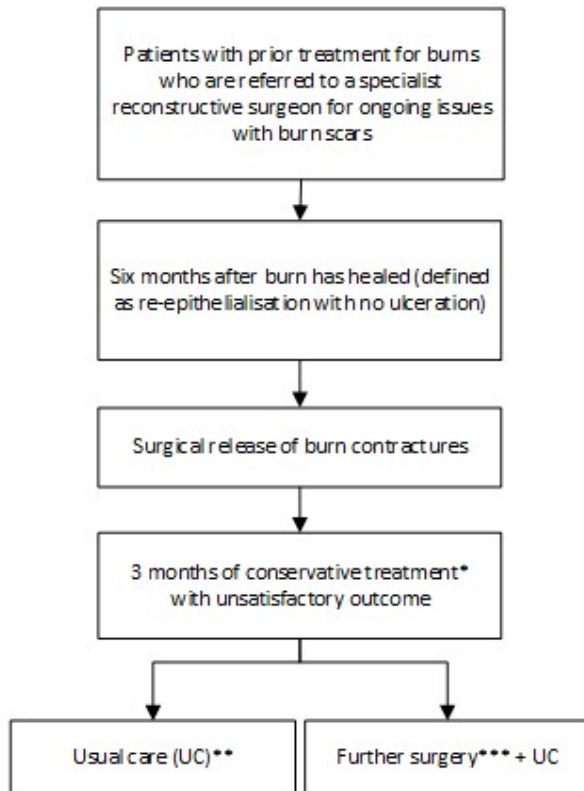 Patients with prior treatment for burns
who are referred to a specialist
reconstructive surgeon for ongoing issues
with burn scars
Six months after burn has healed (defined
as re-epithelialisation with no ulceration)
Surgical release of burn contractures
3 months of conservative treatment*
with unsatisfactory outcome
Usual care (UC)**
Further surgery*** + UC